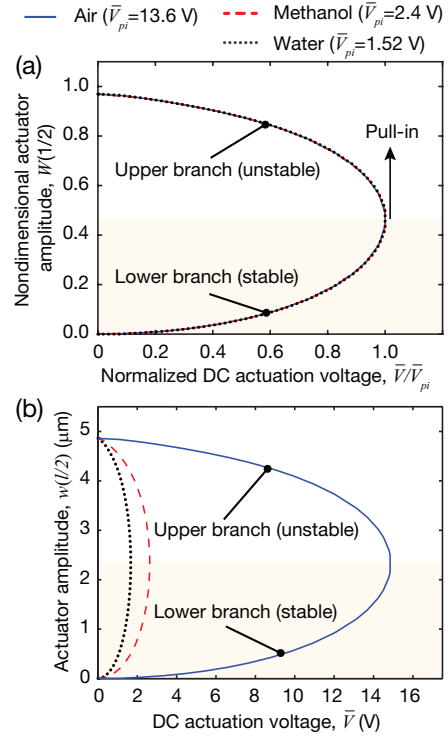 Air (V̄pi=13.6 V)
Methanol (V̄pi=2.4 V)
Water (V̄pi=1.52 V)
(a)
1.0
0.8
0.6
0.4
0.2
0.0
Nondimensional actuator
amplitude, W(1/2)
Upper branch (unstable)
Pull-in
Lower branch (stable)
0 0.2 0.4 0.6 0.8 1.0
Normalized DC actuation voltage, V̄/V̄pi
(b)
5
4
3
2
1
0
Actuator amplitude, w(l/2) (μm)
Upper branch (unstable)
Lower branch (stable)
0 2 4 6 8 10 12 14 16
DC actuation voltage, V̄ (V)